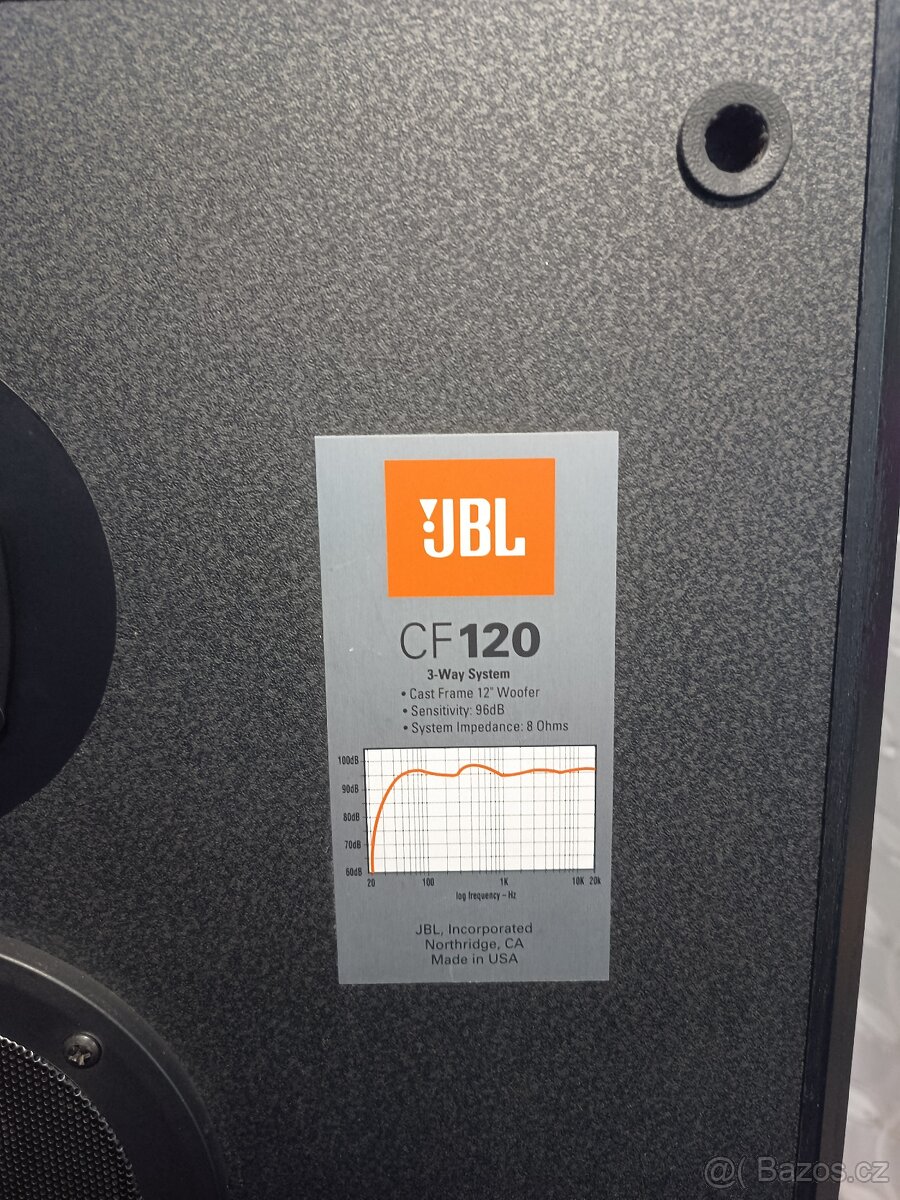 JBL
CF120
3-Way System
• Cast Frame 12" Woofer
• Sensitivity: 96dB
• System Impedance: 8 Ohms
100dB
90dB
80dB
70dB
60dB
20 100 1K 10K 20k
log frequency – Hz
JBL, Incorporated
Northridge, CA
Made in USA
@( Bazos.cz